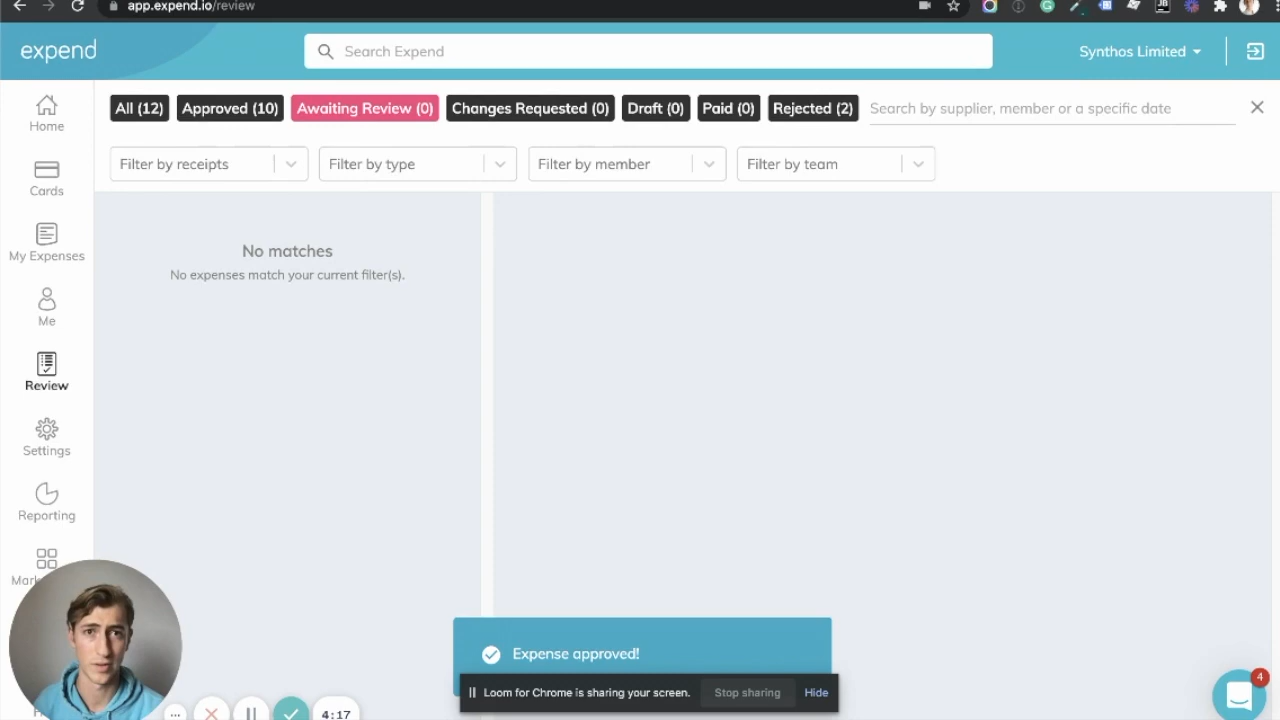 app.expend.io/review
expend
Search Expend
Synthos Limited
All (12)
Approved (10)
Awaiting Review (0)
Changes Requested (0)
Draft (0)
Paid (0)
Rejected (2)
Search by supplier, member or a specific date
Filter by receipts
Filter by type
Filter by member
Filter by team
Home
Cards
My Expenses
Me
Review
Settings
Reporting
No matches
No expenses match your current filter(s).
Expense approved!
Loom for Chrome is sharing your screen.
Stop sharing
Hide
4:17
4